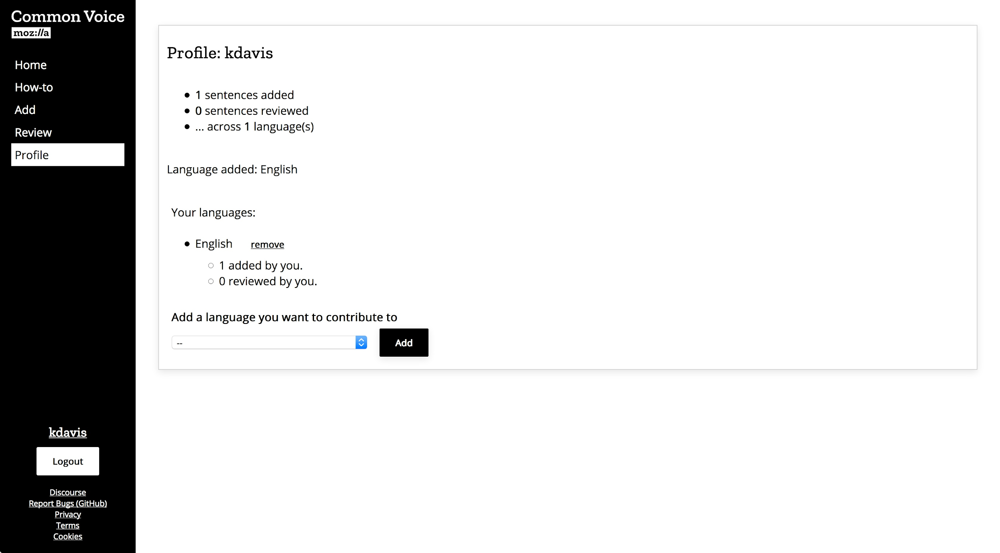 Common Voice
moz://a
Home
How-to
Add
Review
Profile
kdavis
Logout
Discourse
Report Bugs (GitHub)
Privacy
Terms
Cookies
Profile: kdavis
1 sentences added
0 sentences reviewed
... across 1 language(s)
Language added: English
Your languages:
English remove
1 added by you.
0 reviewed by you.
Add a language you want to contribute to
-- Add